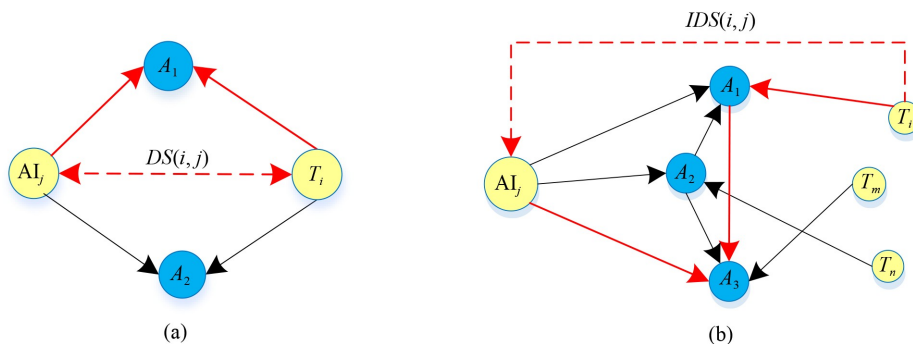 A₁
AIⱼ
DS(i, j)
Tᵢ
A₂
(a)
IDS(i, j)
A₁
Tᵢ
AIⱼ
A₂
Tₘ
A₃
Tₙ
(b)